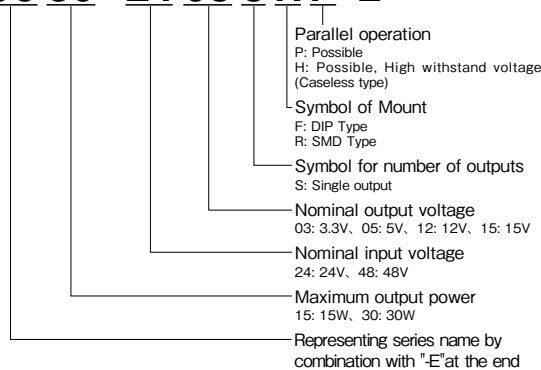 Parallel operation
P: Possible
H: Possible, High withstand voltage
(Caseless type)
Symbol of Mount
F: DIP Type
R: SMD Type
Symbol for number of outputs
S: Single output
Nominal output voltage
03: 3.3V、05: 5V、12: 12V、15: 15V
Nominal input voltage
24: 24V、48: 48V
Maximum output power
15: 15W、30: 30W
Representing series name by
combination with "-E"at the end